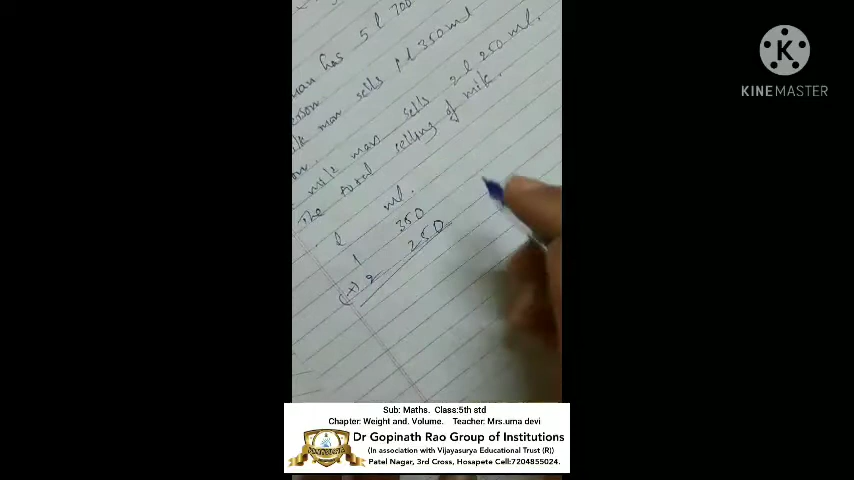 man has 5 l 700
erson
milk man sells 1 l 350 ml
on.
milk man sells 2 l 250 ml.
The total selling of milk.
l ml.
1 350
(+) 2 250
K
KINEMASTER
Sub: Maths. Class:5th std
Chapter: Weight and. Volume. Teacher: Mrs.uma devi
Dr Gopinath Rao Group of Institutions
(In association with Vijayasurya Educational Trust (R))
Patel Nagar, 3rd Cross, Hosapete Cell:7204855024.